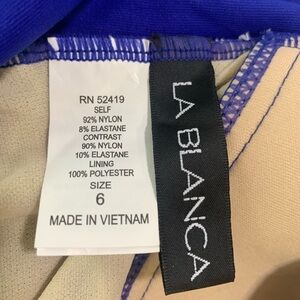 RN 52419
SELF
92% NYLON
8% ELASTANE
CONTRAST
90% NYLON
10% ELASTANE
LINING
100% POLYESTER
SIZE
6
MADE IN VIETNAM
LA BLANCA